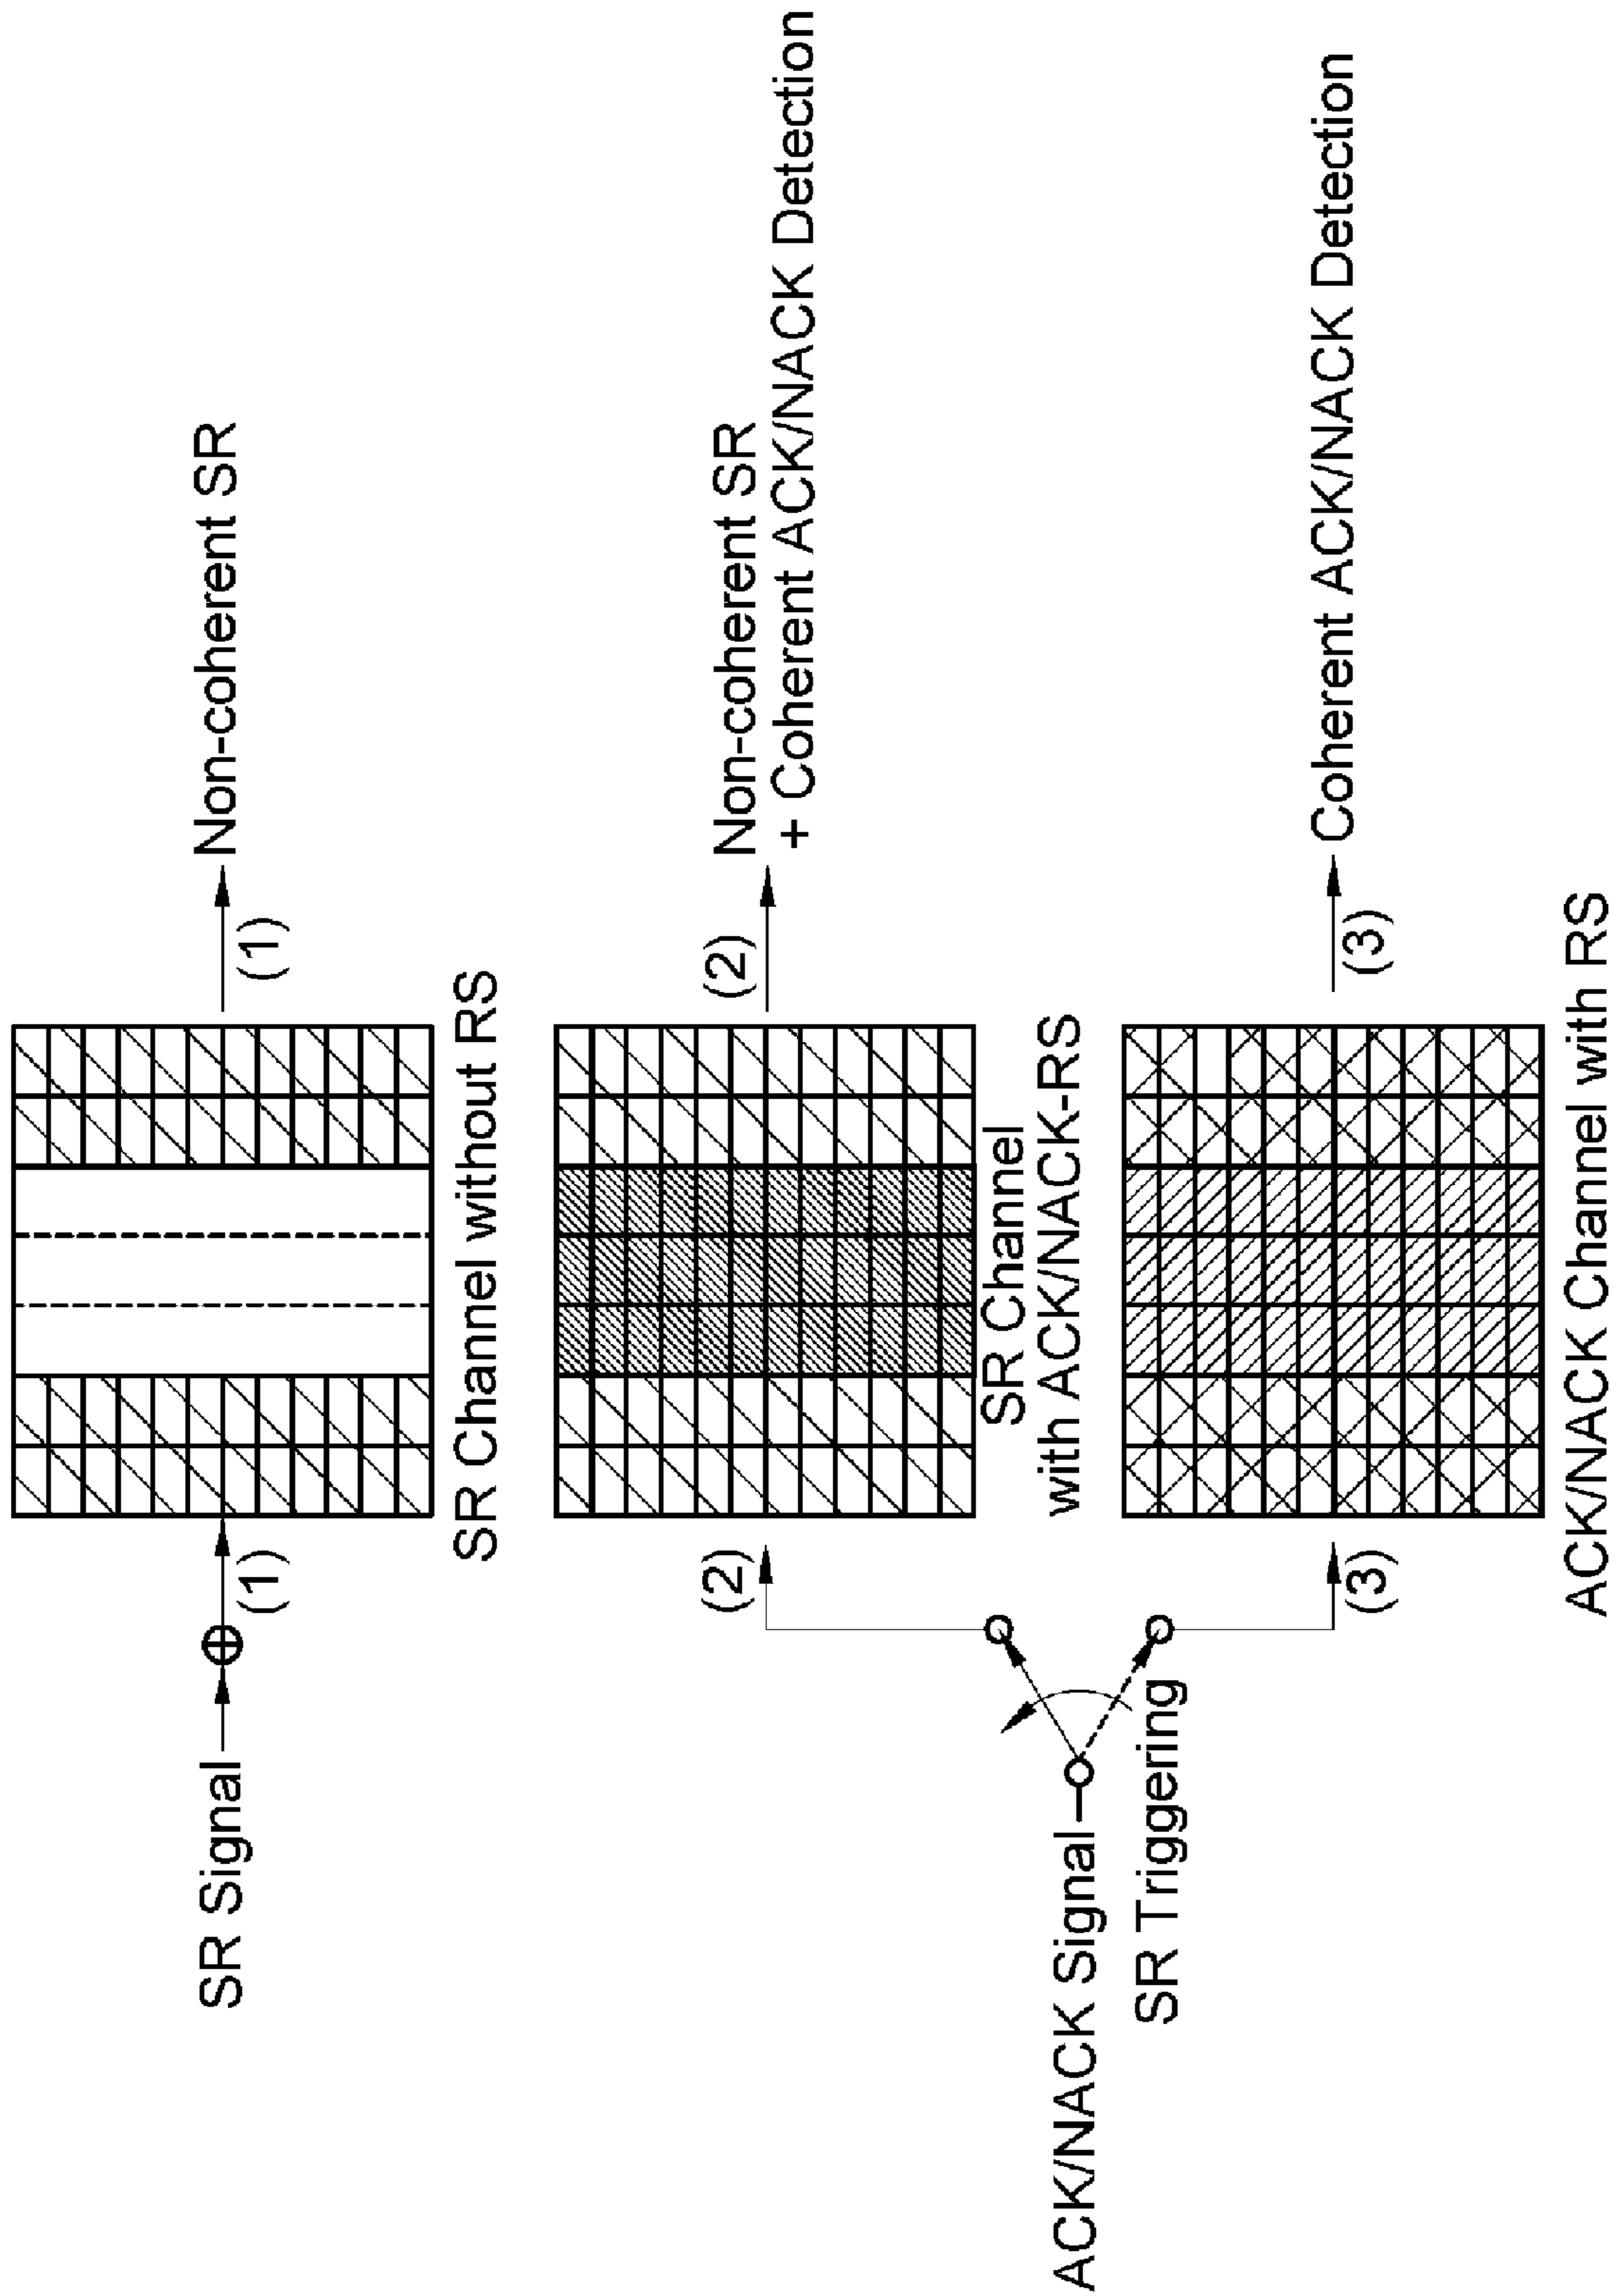 SR Signal
(1)
(1)
Non-coherent SR
SR Channel without RS
(2)
(2)
Non-coherent SR
+ Coherent ACK/NACK Detection
SR Channel
with ACK/NACK-RS
ACK/NACK Signal
SR Triggering
(3)
(3)
Coherent ACK/NACK Detection
ACK/NACK Channel with RS